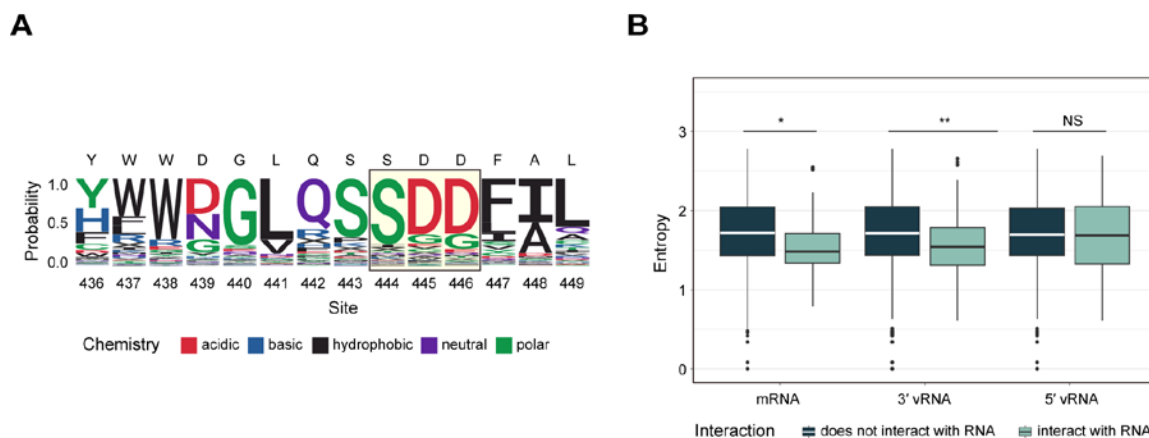 A
Y W W D G L Q S S D D F A L
Probability
1.0
0.5
0.0
436 437 438 439 440 441 442 443 444 445 446 447 448 449
Site
Chemistry acidic basic hydrophobic neutral polar
B
Entropy
3
2
1
0
* ** NS
mRNA 3′ vRNA 5′ vRNA
Interaction does not interact with RNA interact with RNA